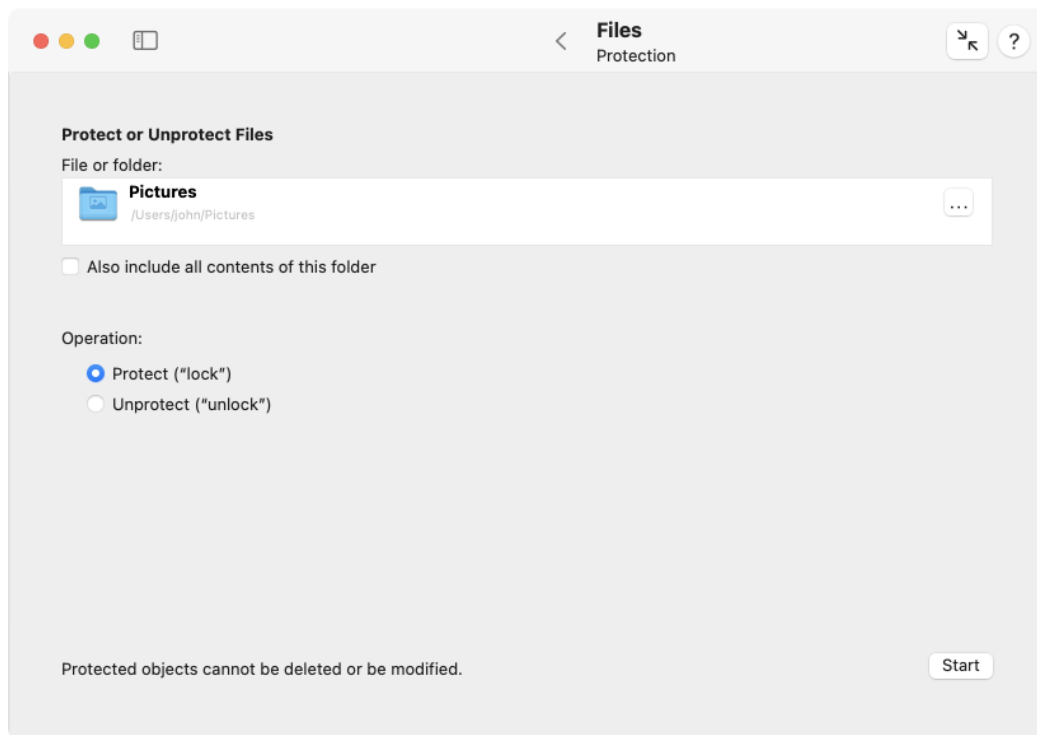 Files
Protection
?
Protect or Unprotect Files
File or folder:
Pictures
/Users/john/Pictures
...
Also include all contents of this folder
Operation:
Protect (“lock”)
Unprotect (“unlock”)
Protected objects cannot be deleted or be modified.
Start